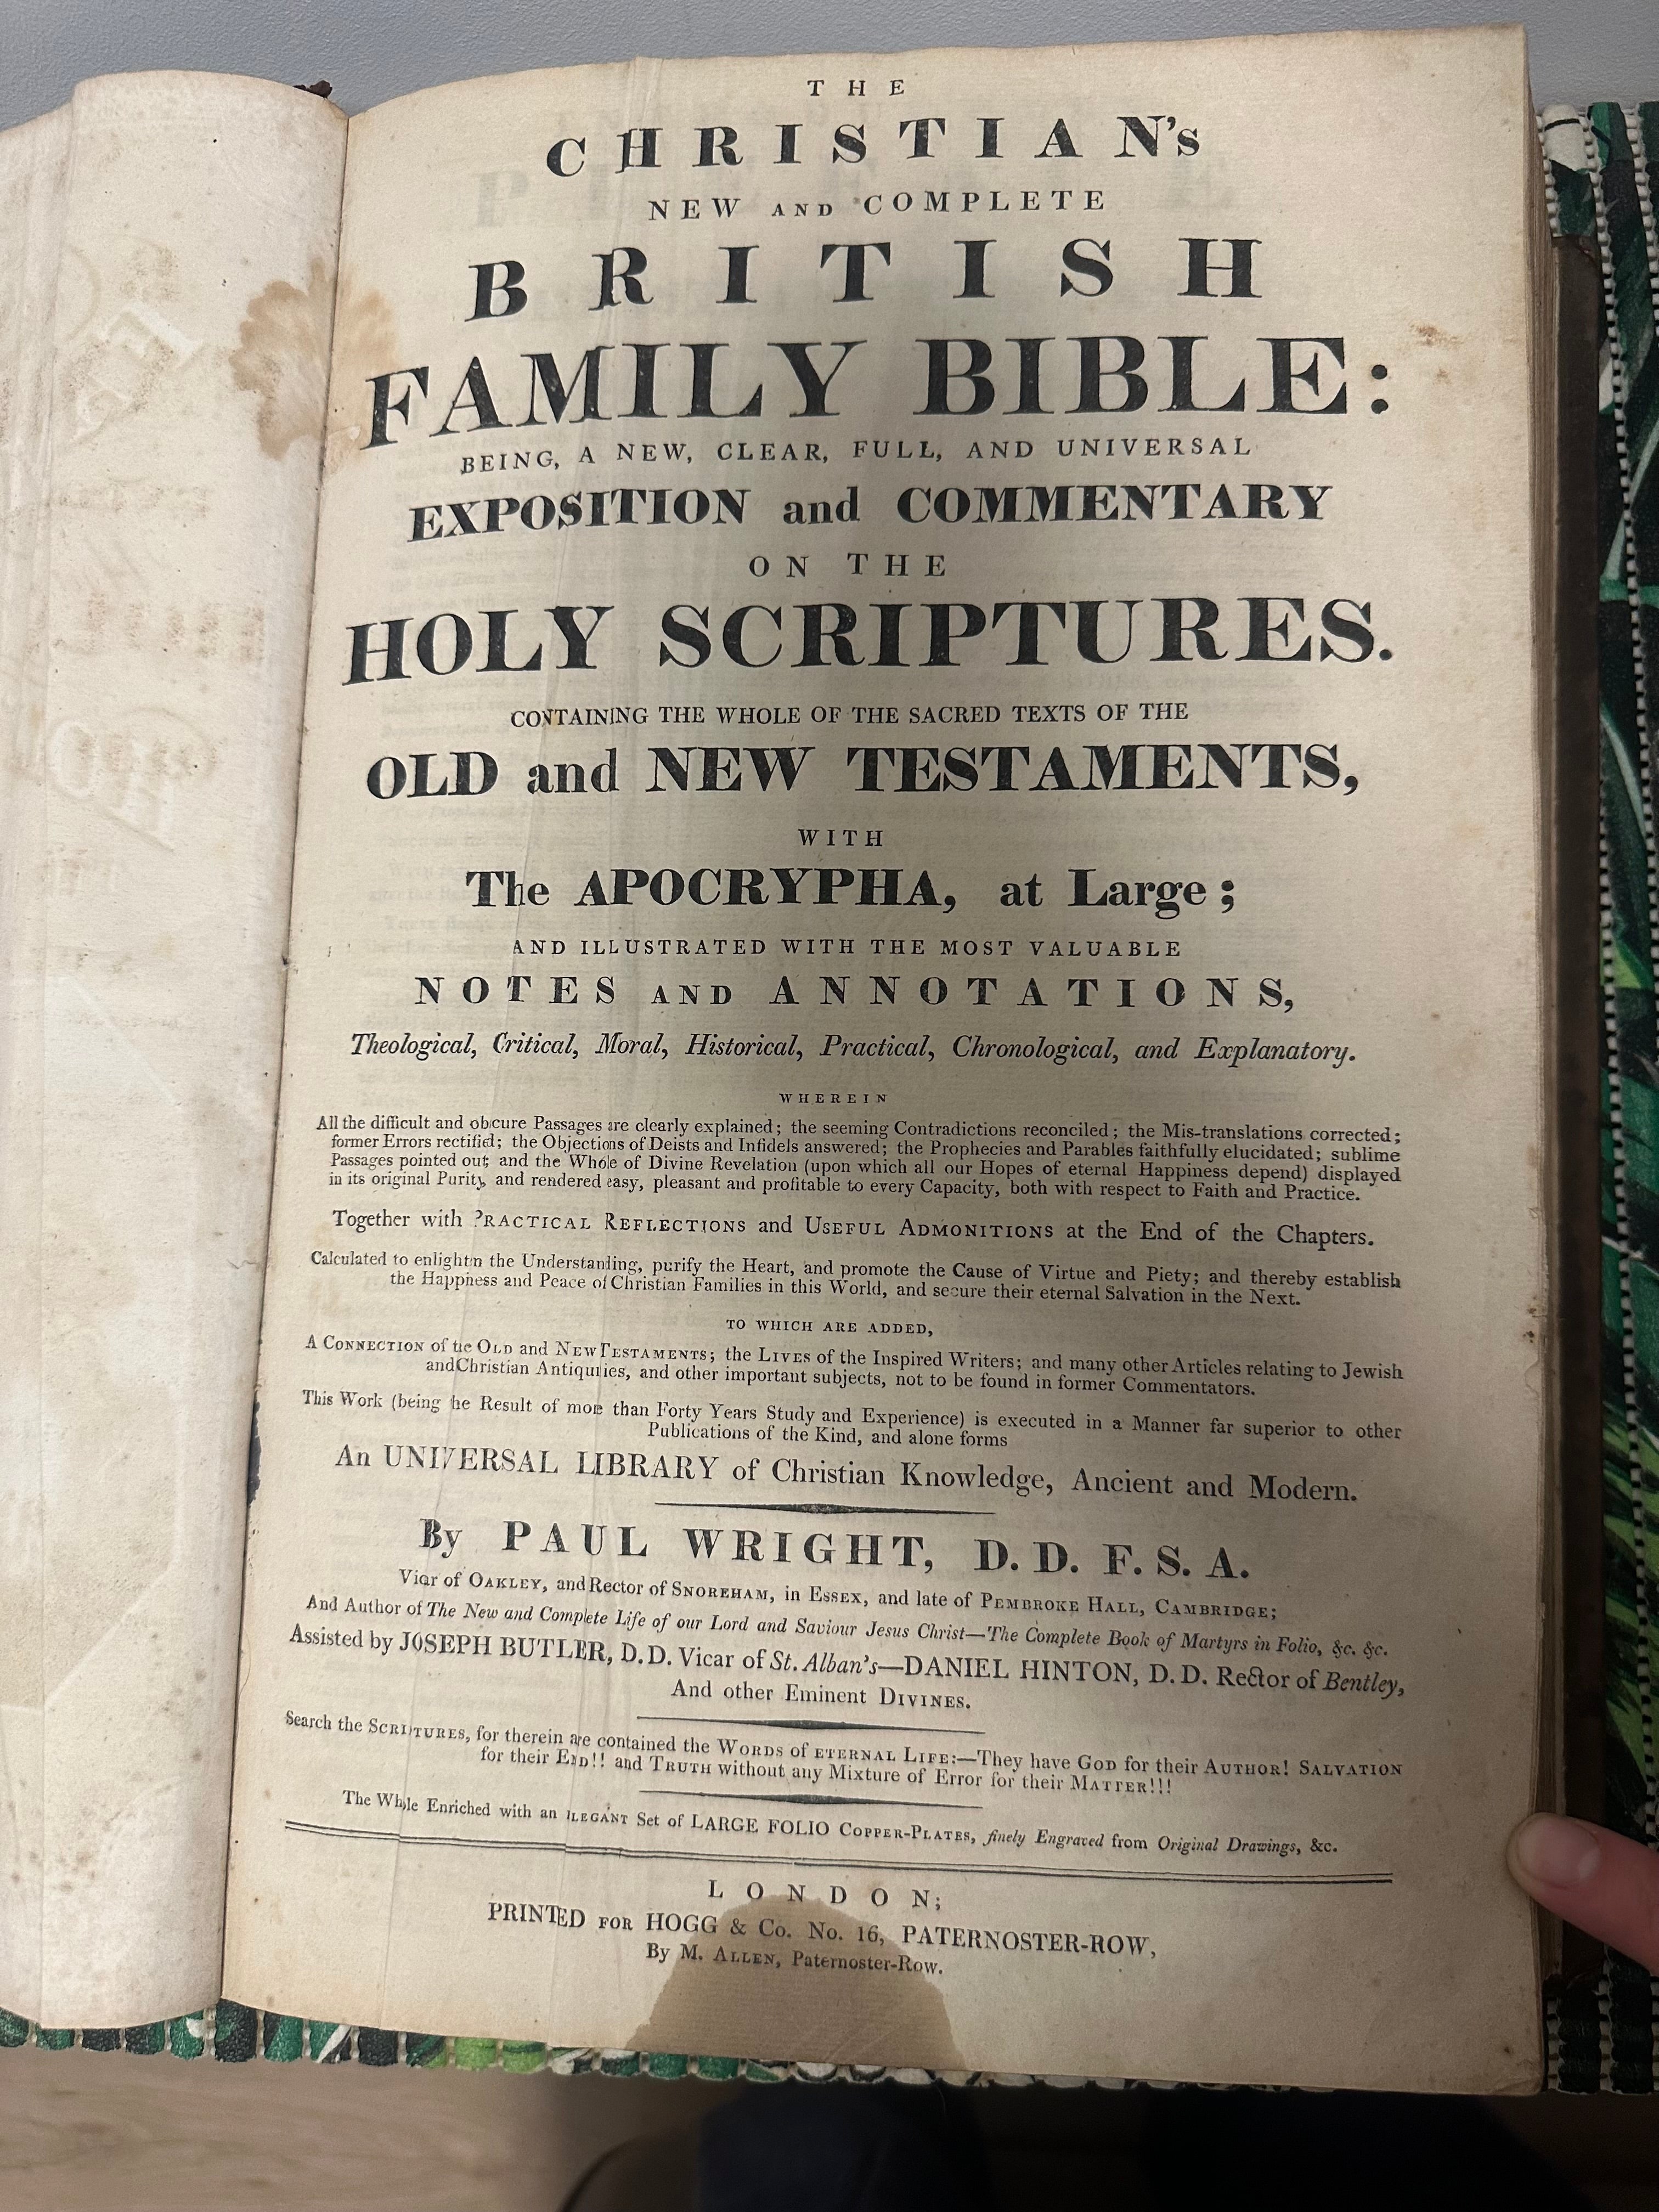 THE
CHRISTIAN's
NEW AND COMPLETE
BRITISH
FAMILY BIBLE:
BEING, A NEW, CLEAR, FULL, AND UNIVERSAL
EXPOSITION and COMMENTARY
ON THE
HOLY SCRIPTURES.
CONTAINING THE WHOLE OF THE SACRED TEXTS OF THE
OLD and NEW TESTAMENTS,
WITH
The APOCRYPHA, at Large;
AND ILLUSTRATED WITH THE MOST VALUABLE
NOTES AND ANNOTATIONS,
Theological, Critical, Moral, Historical, Practical, Chronological, and Explanatory.
WHEREIN
All the difficult and obscure Passages are clearly explained; the seeming Contradictions reconciled; the Mis-translations corrected;
former Errors rectified; the Objections of Deists and Infidels answered; the Prophecies and Parables faithfully elucidated; sublime
Passages pointed out; and the Whole of Divine Revelation (upon which all our Hopes of eternal Happiness depend) displayed
in its original Purity, and rendered easy, pleasant and profitable to every Capacity, both with respect to Faith and Practice.
Together with PRACTICAL REFLECTIONS and USEFUL ADMONITIONS at the End of the Chapters.
Calculated to enlighten the Understanding, purify the Heart, and promote the Cause of Virtue and Piety; and thereby establish
the Happiness and Peace of Christian Families in this World, and secure their eternal Salvation in the Next.
TO WHICH ARE ADDED,
A CONNECTION of the OLD and NEW TESTAMENTS; the LIVES of the Inspired Writers; and many other Articles relating to Jewish
and Christian Antiquities, and other important subjects, not to be found in former Commentators.
This Work (being the Result of more than Forty Years Study and Experience) is executed in a Manner far superior to other
Publications of the Kind, and alone forms
An UNIVERSAL LIBRARY of Christian Knowledge, Ancient and Modern.
By PAUL WRIGHT, D. D. F. S. A.
Vicar of OAKLEY, and Rector of SNOREHAM, in ESSEX, and late of PEMBROKE HALL, CAMBRIDGE;
And Author of The New and Complete Life of our Lord and Saviour Jesus Christ—The Complete Book of Martyrs in Folio, &c. &c.
Assisted by JOSEPH BUTLER, D. D. Vicar of St. Alban's—DANIEL HINTON, D. D. Rector of Bentley,
And other Eminent DIVINES.
Search the SCRIPTURES, for therein are contained the WORDS of ETERNAL LIFE:—They have GOD for their AUTHOR! SALVATION
for their END!! and TRUTH without any Mixture of Error for their MATTER!!!
The Whole Enriched with an ELEGANT Set of LARGE FOLIO COPPER-PLATES, finely Engraved from Original Drawings, &c.
LONDON;
PRINTED FOR HOGG & Co. No. 16, PATERNOSTER-ROW,
By M. ALLEN, Paternoster-Row.